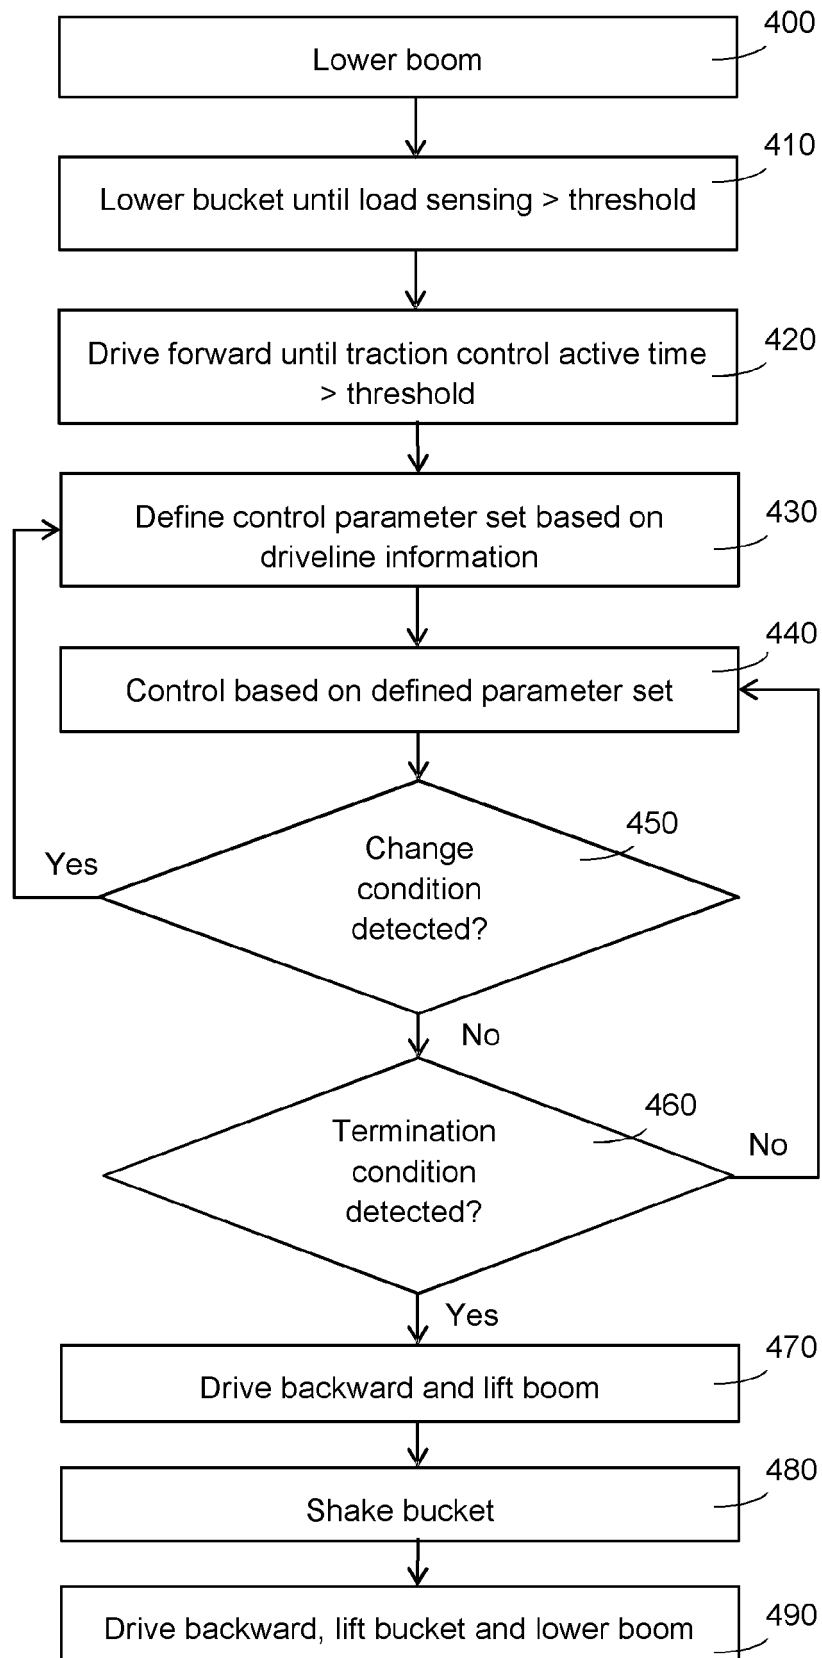 400
Lower boom
410
Lower bucket until load sensing > threshold
420
Drive forward until traction control active time
> threshold
430
Define control parameter set based on
driveline information
440
Control based on defined parameter set
450
Change
condition
detected?
Yes
No
460
Termination
condition
detected?
No
Yes
470
Drive backward and lift boom
480
Shake bucket
490
Drive backward, lift bucket and lower boom